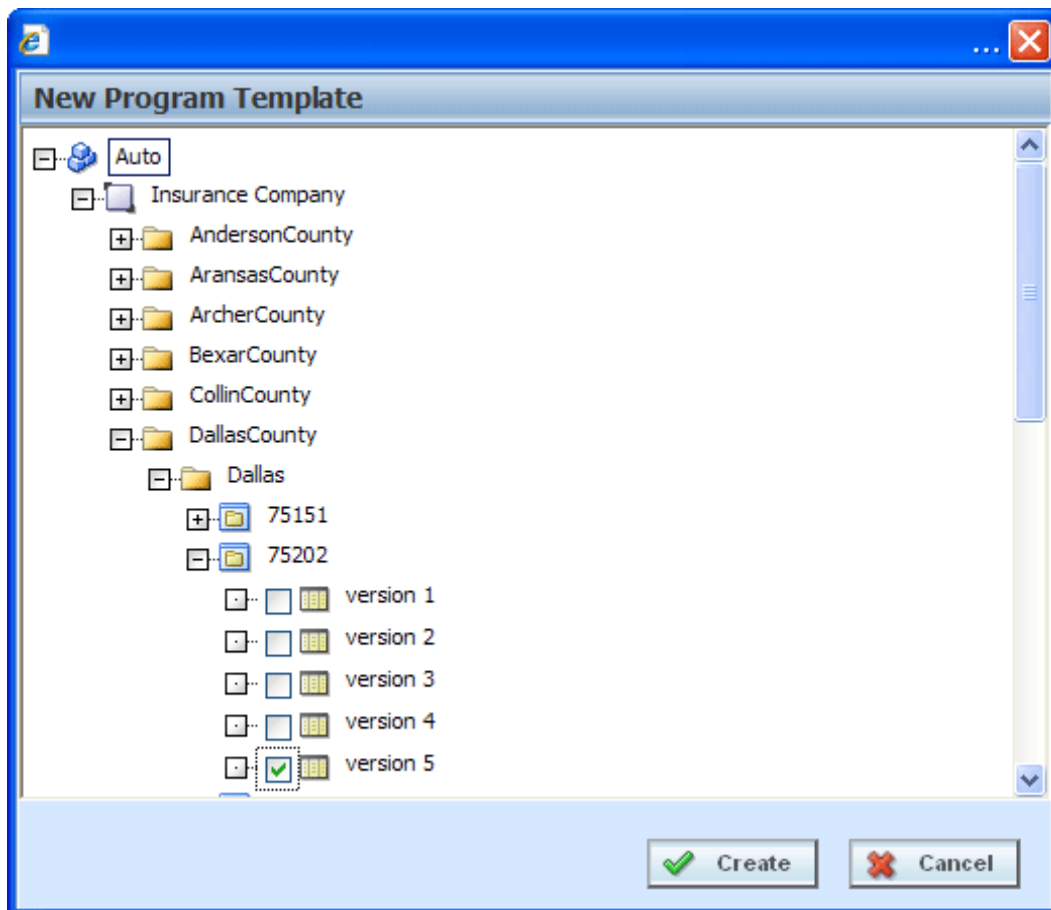 ...
New Program Template
Auto
Insurance Company
AndersonCounty
AransasCounty
ArcherCounty
BexarCounty
CollinCounty
DallasCounty
Dallas
75151
75202
version 1
version 2
version 3
version 4
version 5
Create Cancel